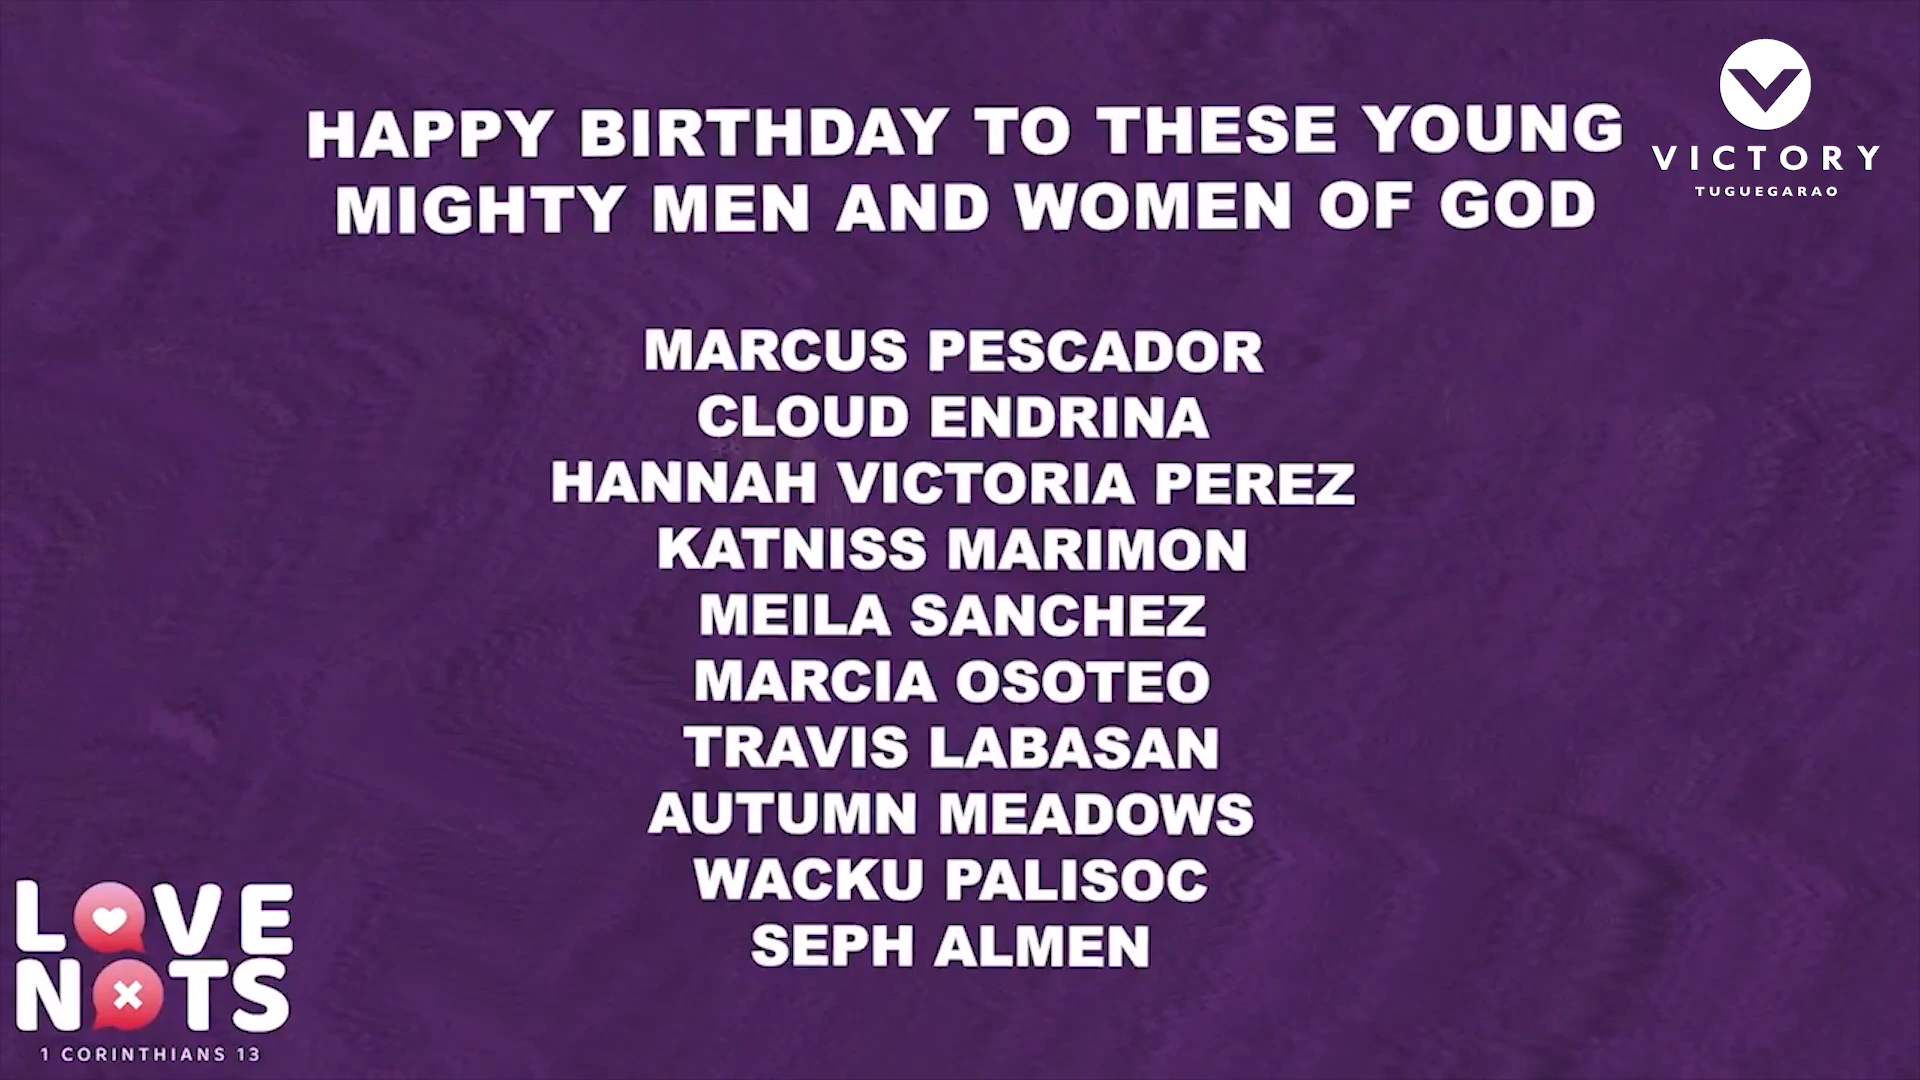 VICTORY
TUGUEGARAO
HAPPY BIRTHDAY TO THESE YOUNG
MIGHTY MEN AND WOMEN OF GOD
MARCUS PESCADOR
CLOUD ENDRINA
HANNAH VICTORIA PEREZ
KATNISS MARIMON
MEILA SANCHEZ
MARCIA OSOTEO
TRAVIS LABASAN
AUTUMN MEADOWS
WACKU PALISOC
SEPH ALMEN
LOVE
NOTS
1 CORINTHIANS 13